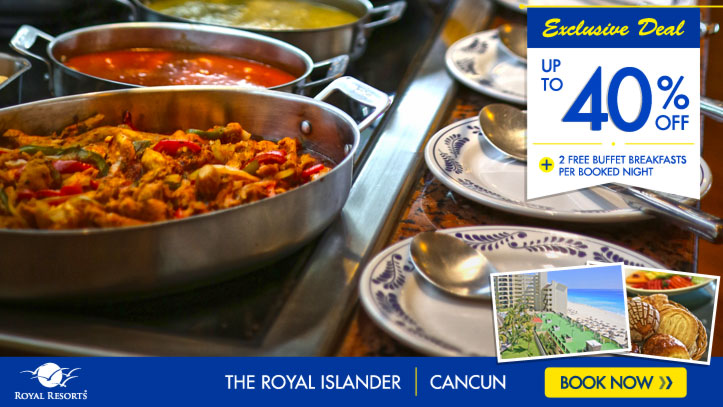 Exclusive Deal
UP
TO
40%
OFF
+ 2 FREE BUFFET BREAKFASTS
PER BOOKED NIGHT
ROYAL RESORTS®
THE ROYAL ISLANDER | CANCUN
BOOK NOW »